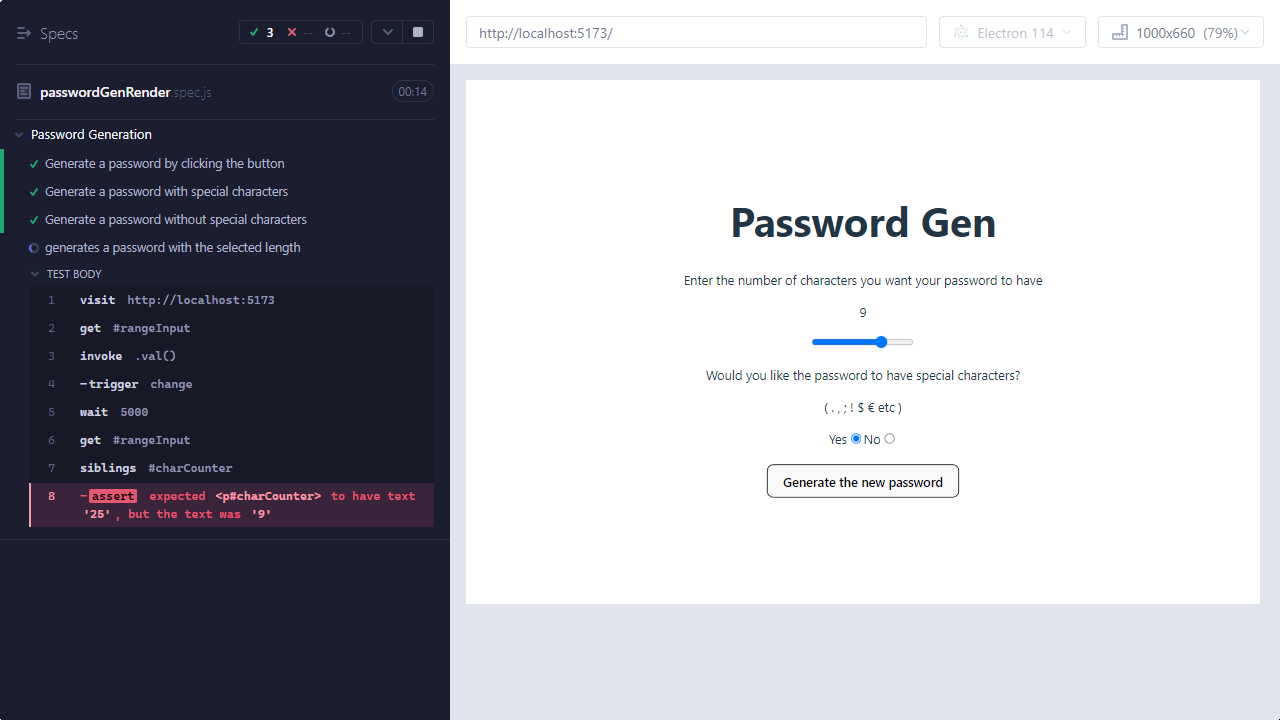 Specs
3 -- --
passwordGenRender.spec.js
00:14
Password Generation
Generate a password by clicking the button
Generate a password with special characters
Generate a password without special characters
generates a password with the selected length
TEST BODY
1 visit http://localhost:5173
2 get #rangeInput
3 invoke .val()
4 -trigger change
5 wait 5000
6 get #rangeInput
7 siblings #charCounter
8 -assert expected <p#charCounter> to have text
'25', but the text was '9'
http://localhost:5173/
Electron 114
1000x660 (79%)
Password Gen
Enter the number of characters you want your password to have
9
Would you like the password to have special characters?
( . , ; ! $ € etc )
Yes No
Generate the new password